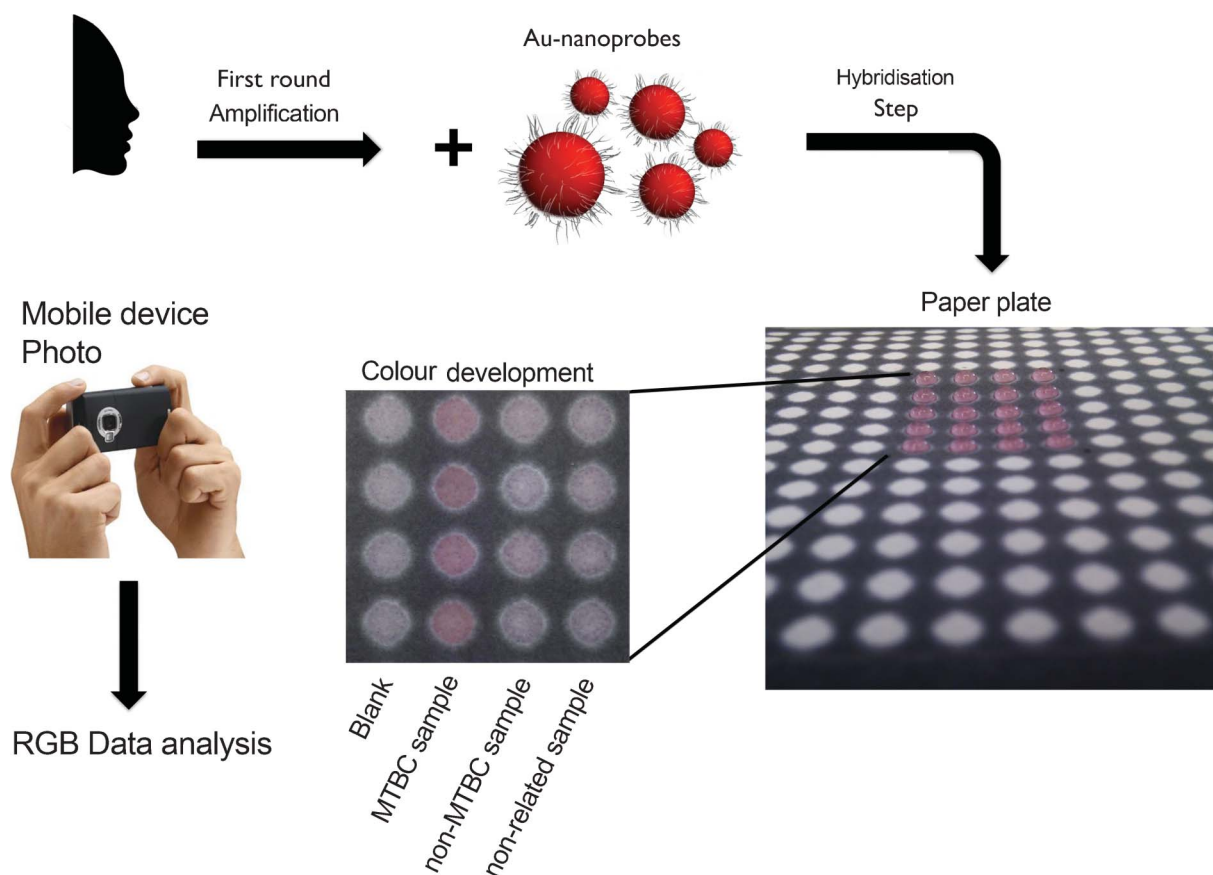 First round
Amplification
Au-nanoprobes
Hybridisation
Step
Paper plate
Colour development
Blank
MTBC sample
non-MTBC sample
non-related sample
Mobile device
Photo
RGB Data analysis